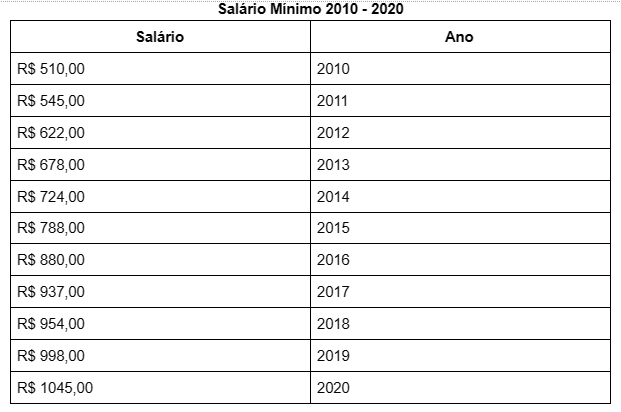 Salário Mínimo 2010 - 2020
Salário Ano
R$ 510,00 2010
R$ 545,00 2011
R$ 622,00 2012
R$ 678,00 2013
R$ 724,00 2014
R$ 788,00 2015
R$ 880,00 2016
R$ 937,00 2017
R$ 954,00 2018
R$ 998,00 2019
R$ 1045,00 2020